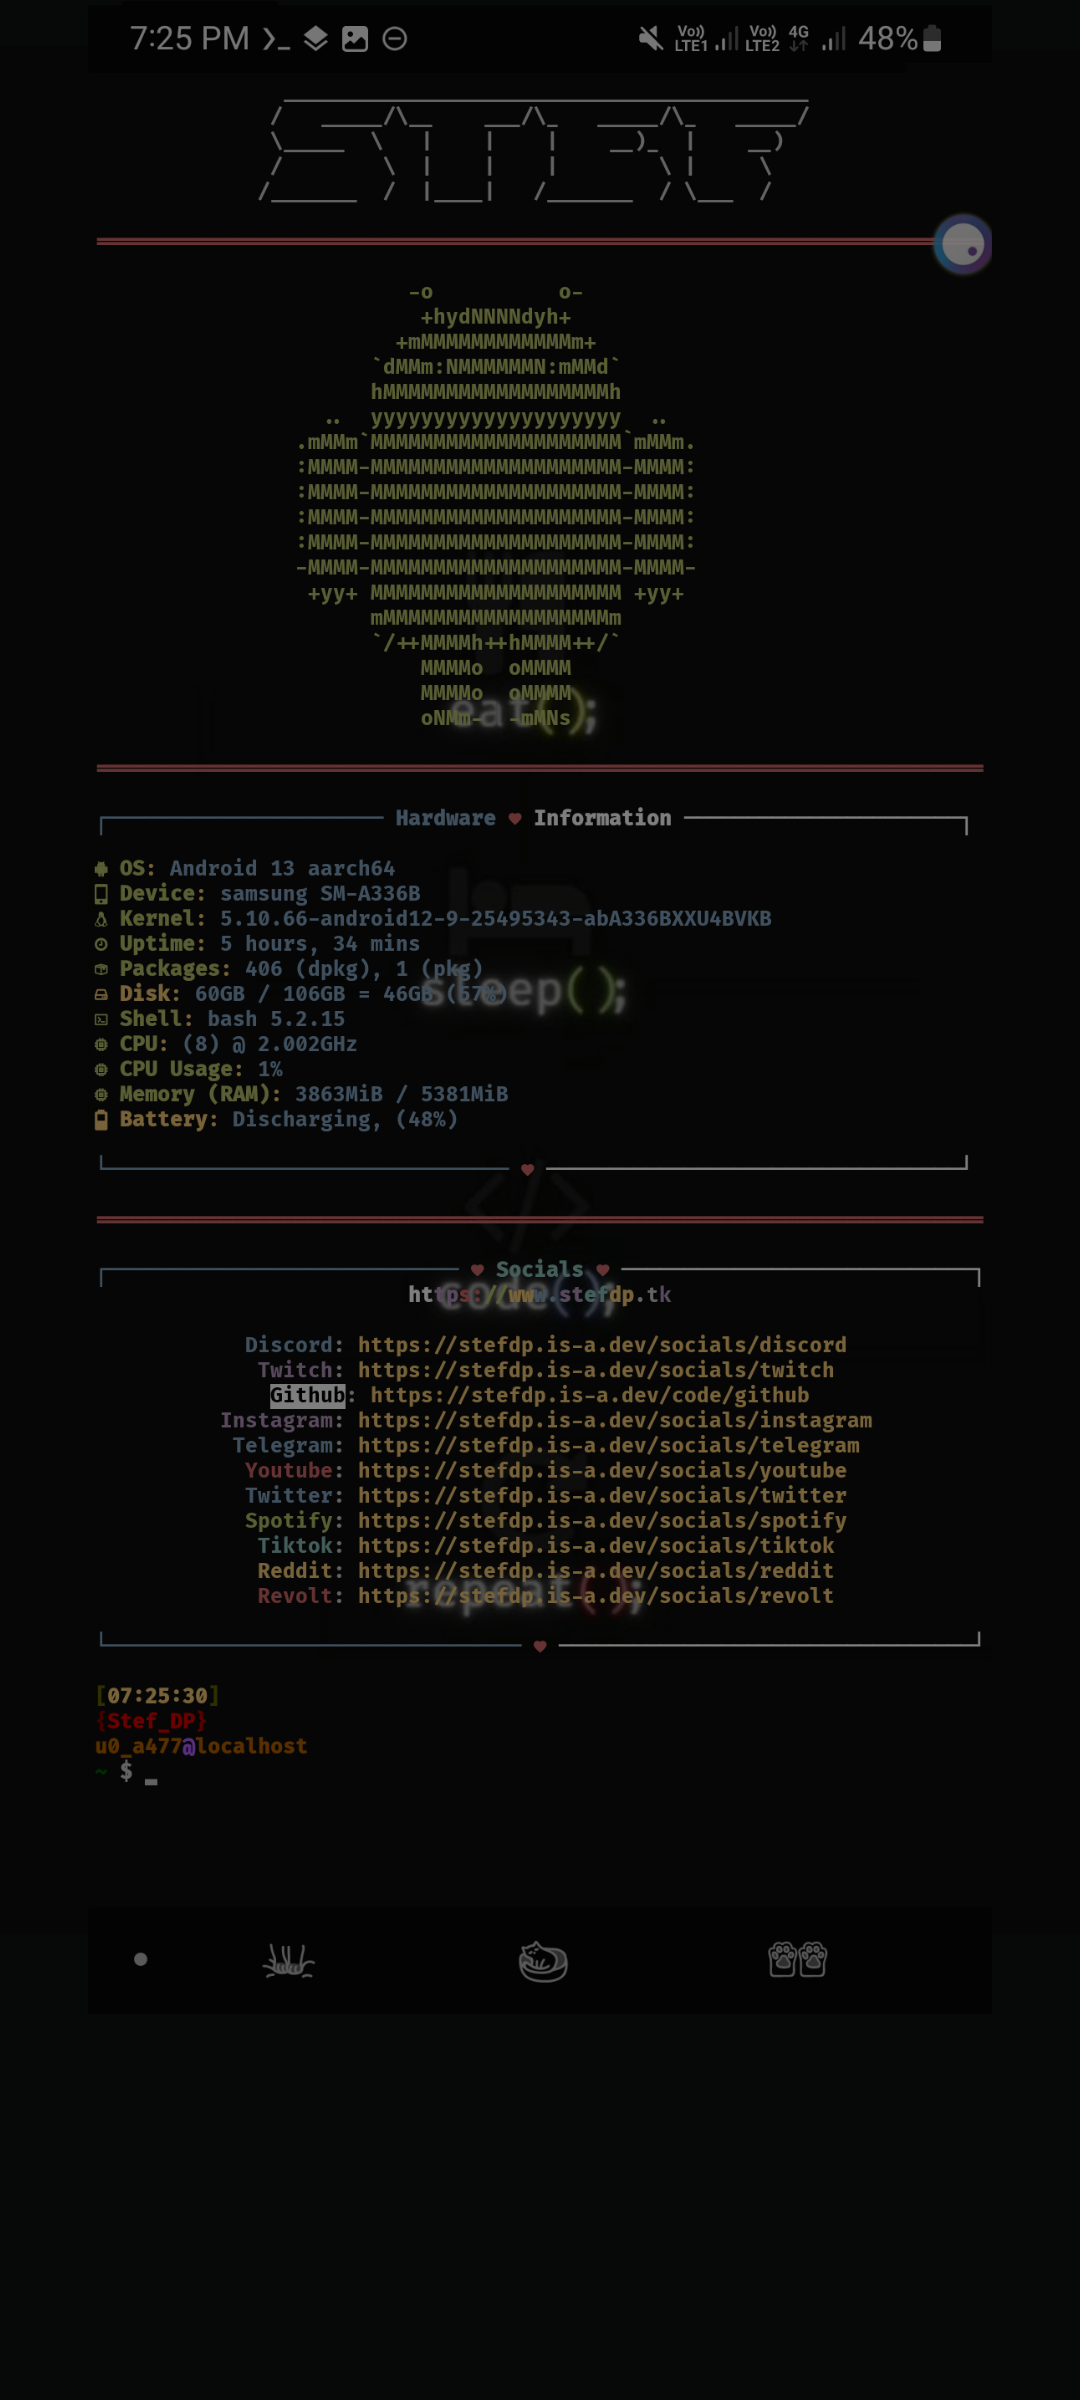 7:25 PM
Vo)) LTE1 Vo)) LTE2 4G 48%
STEF
-o          o-
+hydNNNNdyh+
+mMMMMMMMMMMMMm+
`dMMm:NMMMMMMN:mMMd`
hMMMMMMMMMMMMMMMMMMh
..  yyyyyyyyyyyyyyyyyyyy  ..
.mMMm`MMMMMMMMMMMMMMMMMMMM`mMMm.
:MMMM-MMMMMMMMMMMMMMMMMMMM-MMMM:
:MMMM-MMMMMMMMMMMMMMMMMMMM-MMMM:
:MMMM-MMMMMMMMMMMMMMMMMMMM-MMMM:
:MMMM-MMMMMMMMMMMMMMMMMMMM-MMMM:
-MMMM-MMMMMMMMMMMMMMMMMMMM-MMMM-
+yy+ MMMMMMMMMMMMMMMMMMMM +yy+
mMMMMMMMMMMMMMMMMMMm
`/++MMMMh++hMMMM++/`
MMMMo  oMMMM
MMMMo  oMMMM
oNMm-  -mMNs
eat();
Hardware ♥ Information
OS: Android 13 aarch64
Device: samsung SM-A336B
Kernel: 5.10.66-android12-9-25495343-abA336BXXU4BVKB
Uptime: 5 hours, 34 mins
Packages: 406 (dpkg), 1 (pkg)
Disk: 60GB / 106GB = 46GB (57%)
sleep();
Shell: bash 5.2.15
CPU: (8) @ 2.002GHz
CPU Usage: 1%
Memory (RAM): 3863MiB / 5381MiB
Battery: Discharging, (48%)
♥
</>
♥ Socials ♥
https://www.stefdp.tk
code();
Discord: https://stefdp.is-a.dev/socials/discord
Twitch: https://stefdp.is-a.dev/socials/twitch
Github: https://stefdp.is-a.dev/code/github
Instagram: https://stefdp.is-a.dev/socials/instagram
Telegram: https://stefdp.is-a.dev/socials/telegram
Youtube: https://stefdp.is-a.dev/socials/youtube
Twitter: https://stefdp.is-a.dev/socials/twitter
Spotify: https://stefdp.is-a.dev/socials/spotify
Tiktok: https://stefdp.is-a.dev/socials/tiktok
Reddit: https://stefdp.is-a.dev/socials/reddit
Revolt: https://stefdp.is-a.dev/socials/revolt
repeat();
♥
[07:25:30]
{Stef_DP}
u0_a477@localhost
~ $ _